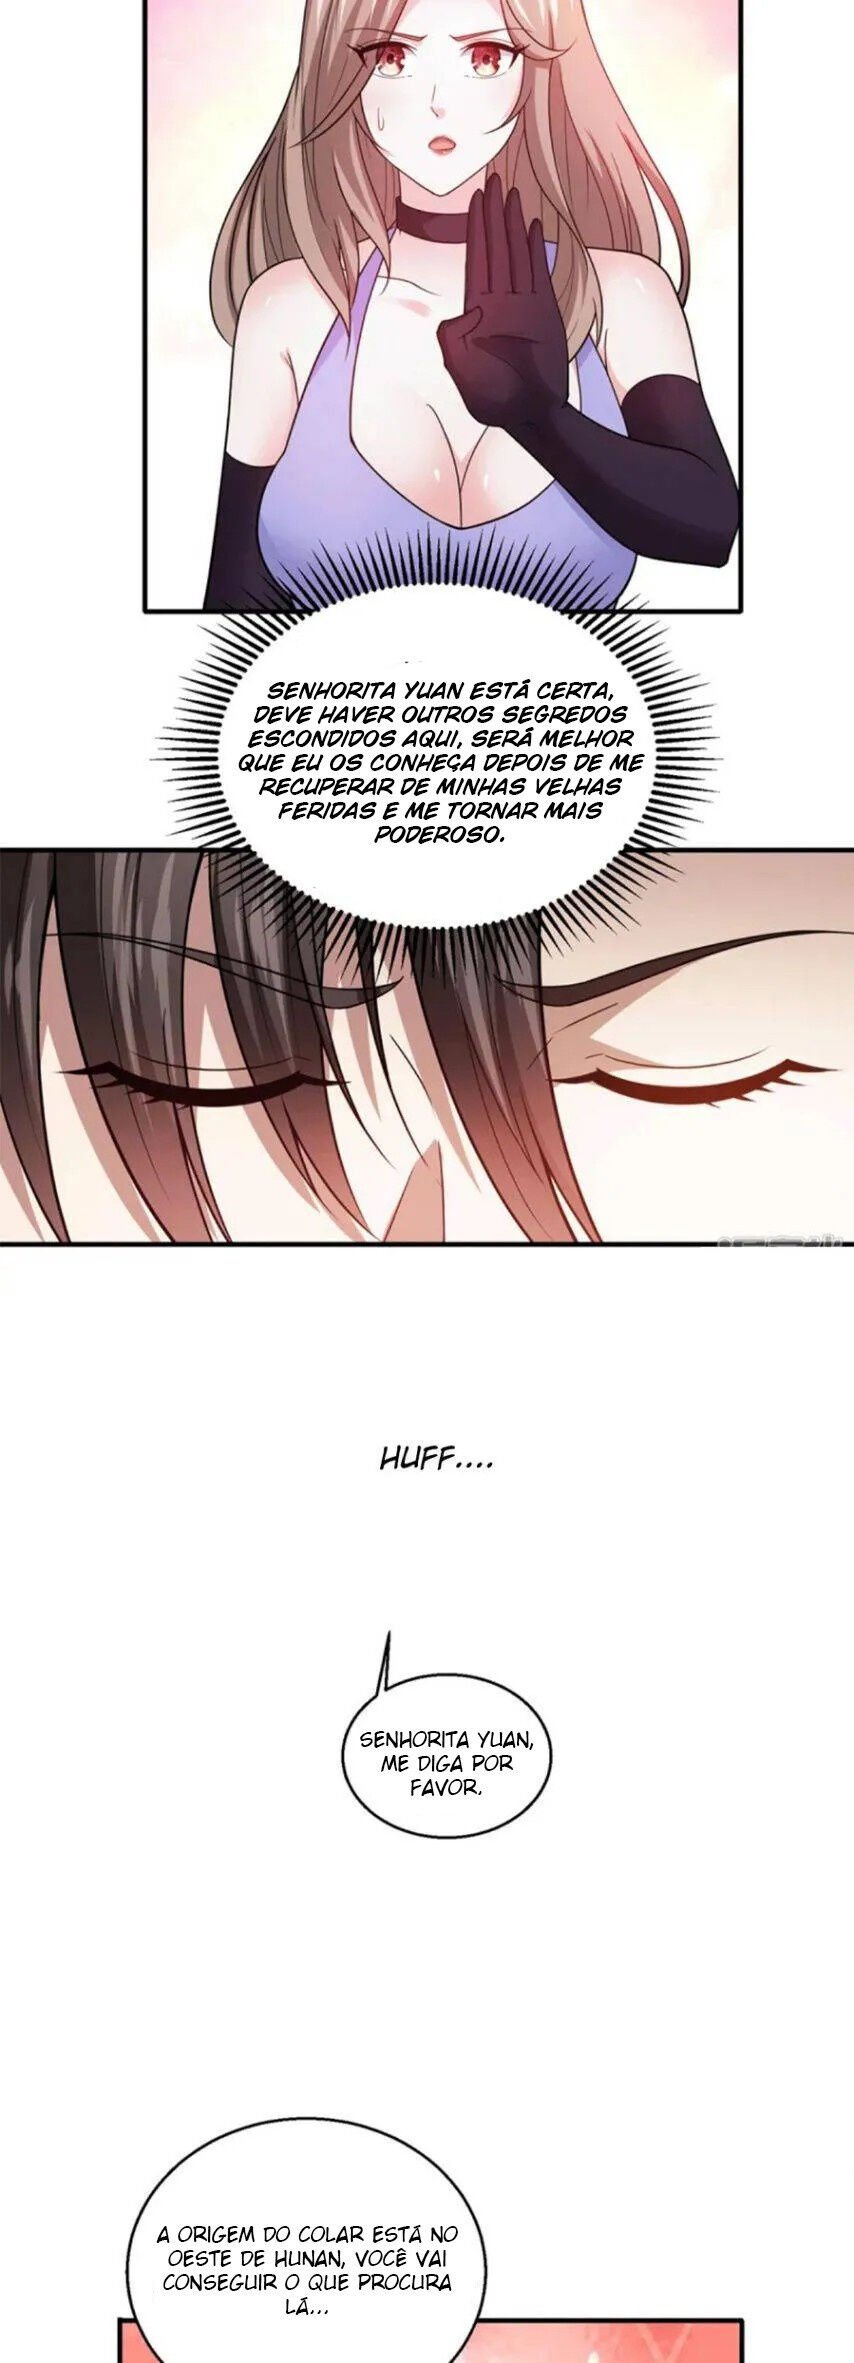 SENHORITA YUAN ESTÁ CERTA,
DEVE HAVER OUTROS SEGREDOS
ESCONDIDOS AQUI, SERÁ MELHOR
QUE EU OS CONHEÇA DEPOIS DE ME
RECUPERAR DE MINHAS VELHAS
FERIDAS E ME TORNAR MAIS
PODEROSO.
HUFF....
SENHORITA YUAN,
ME DIGA POR
FAVOR.
A ORIGEM DO COLAR ESTÁ NO
OESTE DE HUNAN, VOCÊ VAI
CONSEGUIR O QUE PROCURA
LÁ...